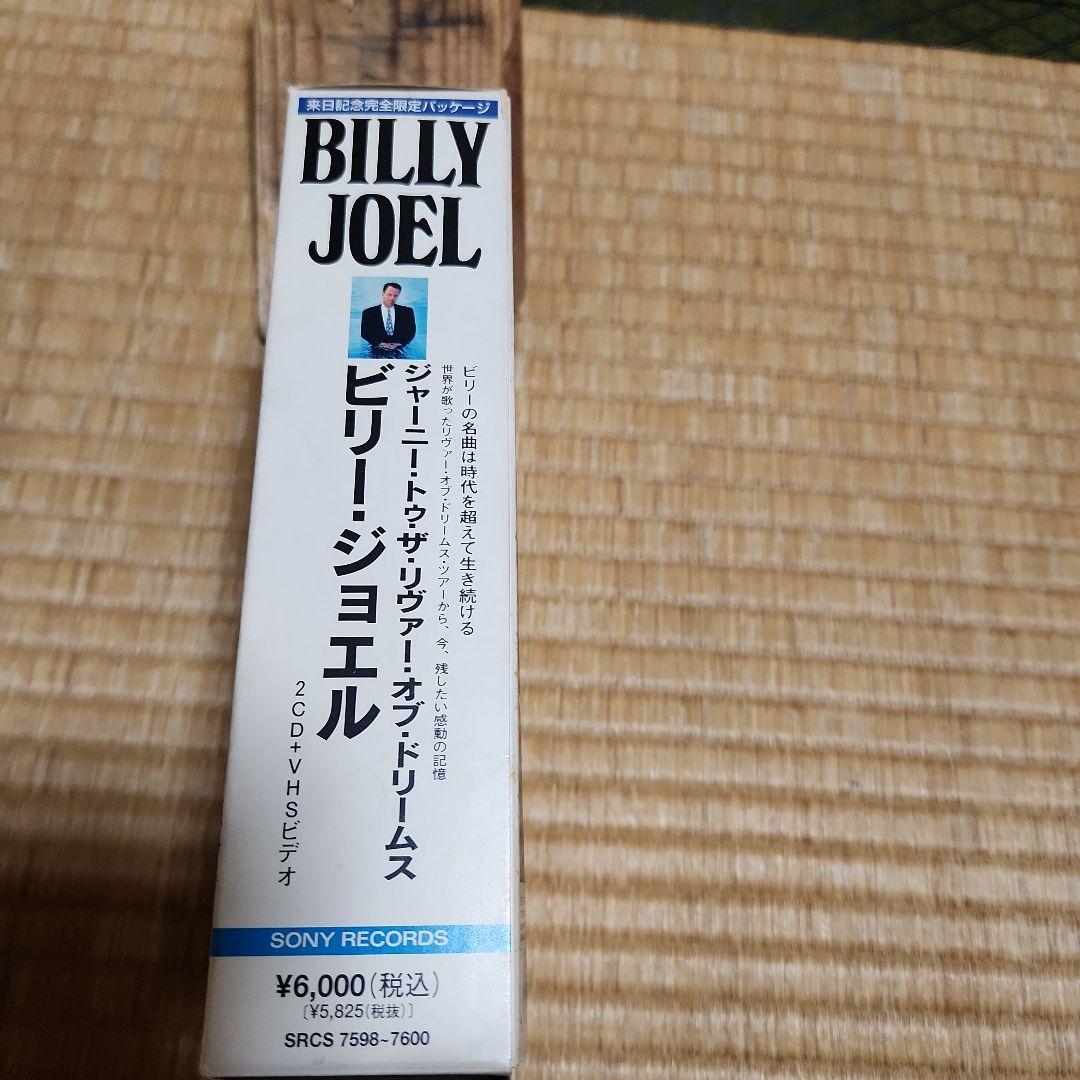 来日記念完全限定パッケージ
BILLY
JOEL
ビリーの名曲は時代を超えて生き続ける
世界が歌ったリヴァー・オブ・ドリームス・ツアーから、今、残したい感動の記憶
ジャーニー・トゥ・ザ・リヴァー・オブ・ドリームス
ビリー・ジョエル
2CD+VHSビデオ
SONY RECORDS
¥6,000(税込)
〔¥5,825(税抜)〕
SRCS 7598~7600